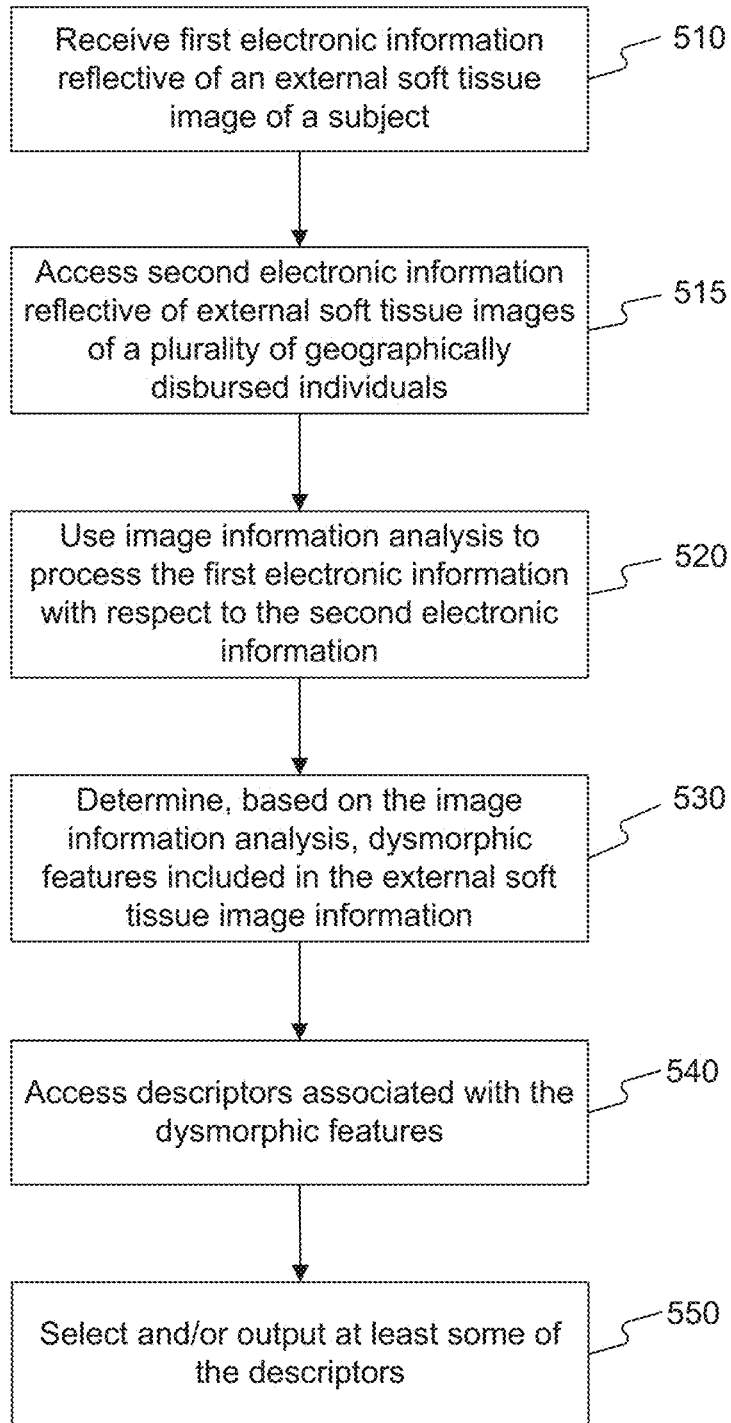 Receive first electronic information
reflective of an external soft tissue
image of a subject
510
Access second electronic information
reflective of external soft tissue images
of a plurality of geographically
disbursed individuals
515
Use image information analysis to
process the first electronic information
with respect to the second electronic
information
520
Determine, based on the image
information analysis, dysmorphic
features included in the external soft
tissue image information
530
Access descriptors associated with the
dysmorphic features
540
Select and/or output at least some of
the descriptors
550